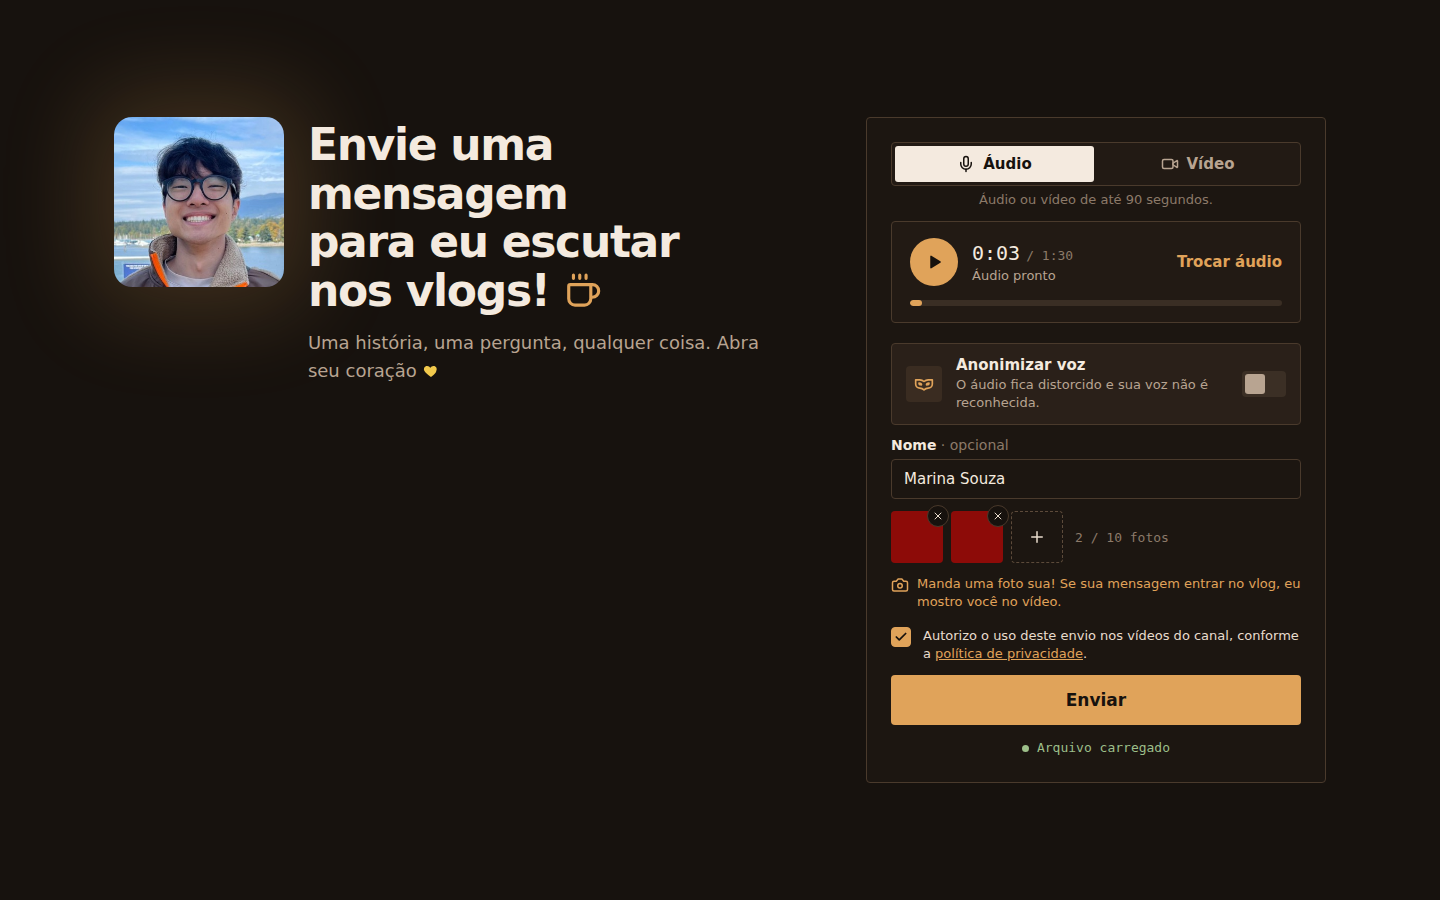 Envie uma
mensagem
para eu escutar
nos vlogs!
Uma história, uma pergunta, qualquer coisa. Abra
seu coração 💛
Áudio
Vídeo
Áudio ou vídeo de até 90 segundos.
0:03 / 1:30
Áudio pronto
Trocar áudio
Anonimizar voz
O áudio fica distorcido e sua voz não é
reconhecida.
Nome · opcional
Marina Souza
2 / 10 fotos
Manda uma foto sua! Se sua mensagem entrar no vlog, eu
mostro você no vídeo.
Autorizo o uso deste envio nos vídeos do canal, conforme
a política de privacidade.
Enviar
Arquivo carregado